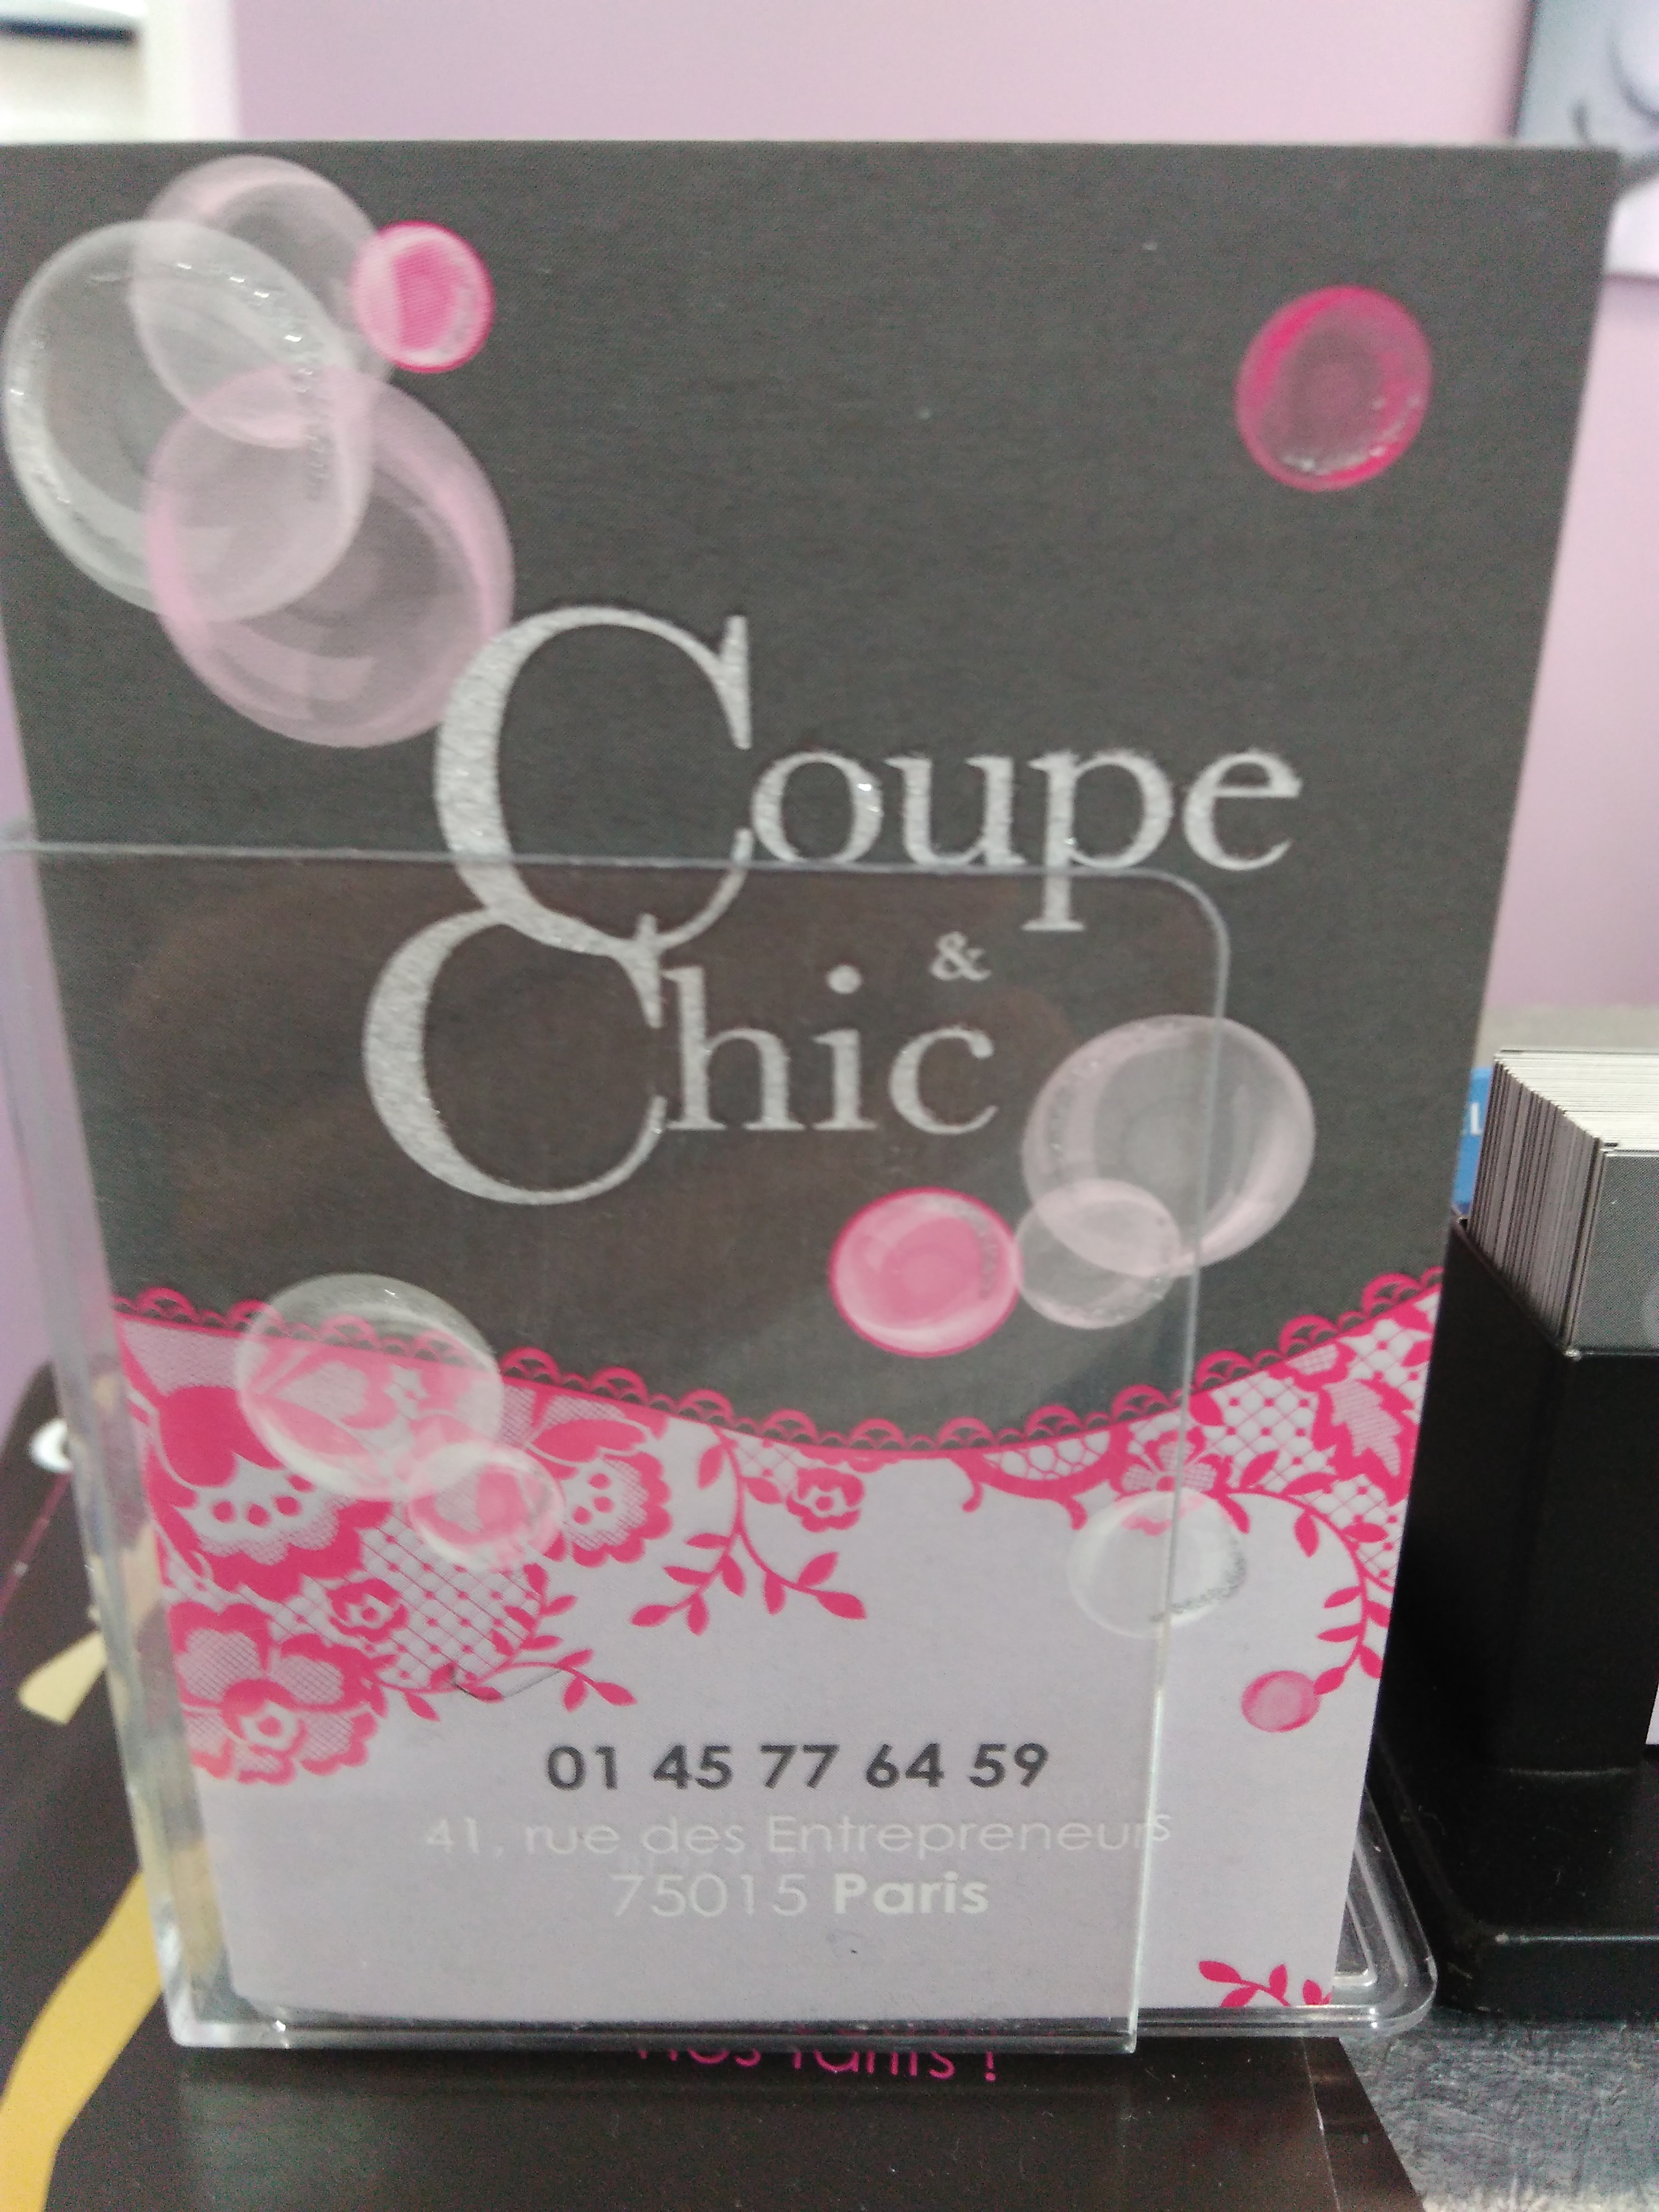 Coupe
&
Chic
01 45 77 64 59
41, rue des Entrepreneurs
75015 Paris